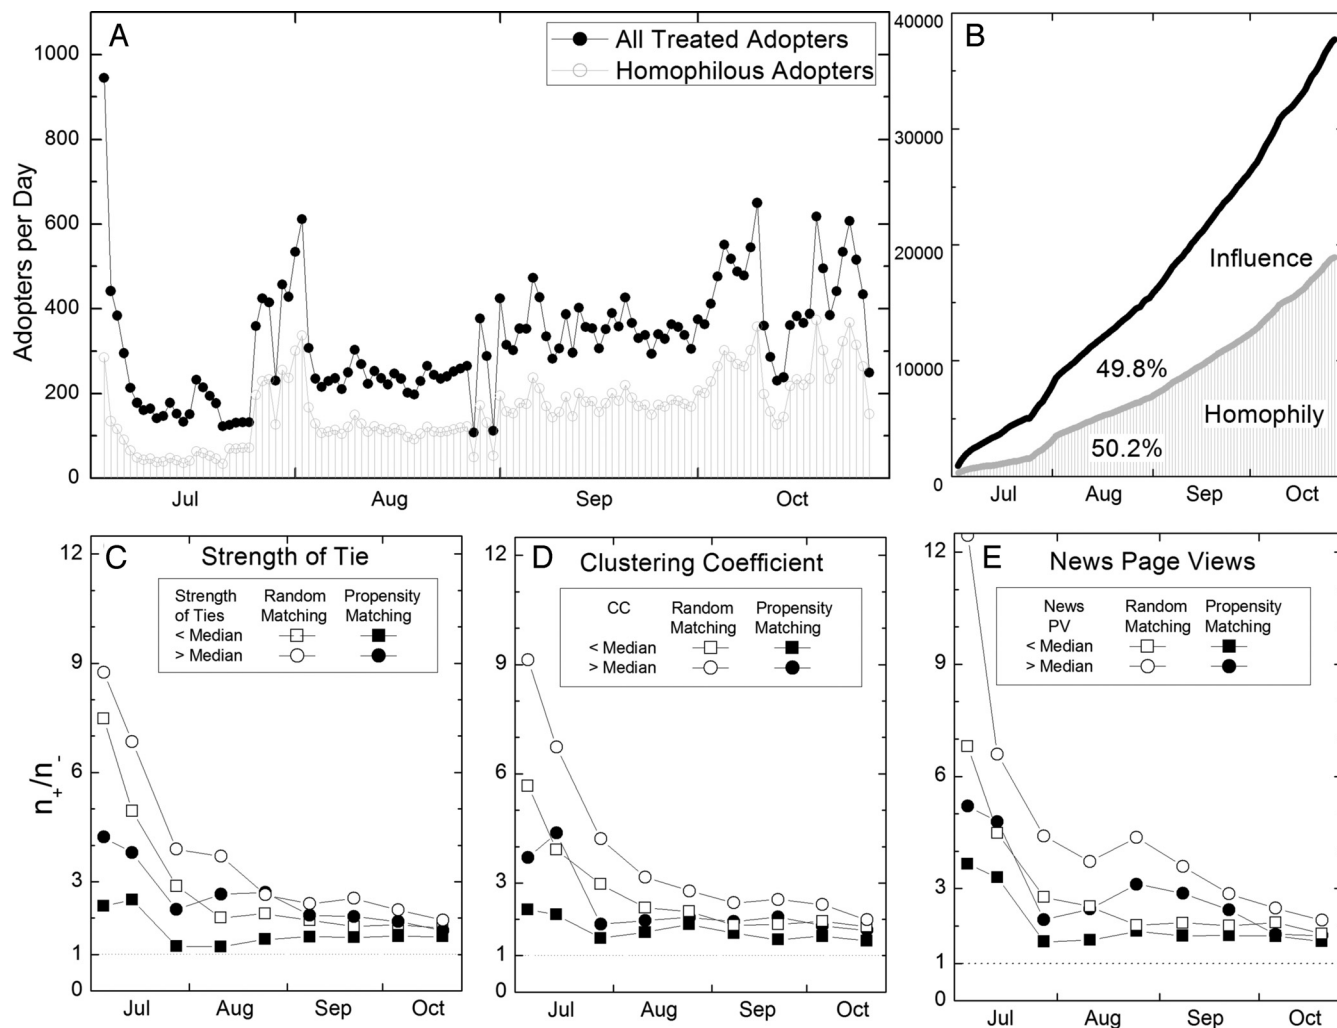 A
All Treated Adopters
Homophilous Adopters
Adopters per Day
1000
800
600
400
200
0
Jul Aug Sep Oct
B
40000
30000
20000
10000
0
Influence
49.8%
Homophily
50.2%
Jul Aug Sep Oct
C Strength of Tie
Strength Random Propensity
of Ties Matching Matching
< Median
> Median
n+/n-
12
9
6
3
1
0
Jul Aug Sep Oct
D Clustering Coefficient
CC Random Propensity
Matching Matching
< Median
> Median
12
9
6
3
1
0
Jul Aug Sep Oct
E News Page Views
News Random Propensity
PV Matching Matching
< Median
> Median
12
9
6
3
1
0
Jul Aug Sep Oct